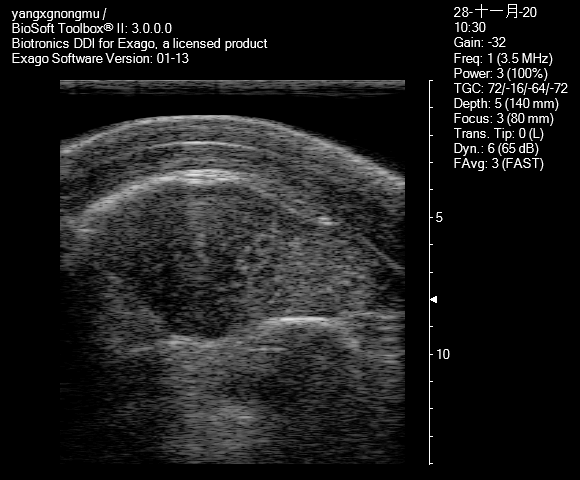 yangxgnongmu /
BioSoft Toolbox® II: 3.0.0.0
Biotronics DDI for Exago, a licensed product
Exago Software Version: 01-13
28-十一月-20
10:30
Gain: -32
Freq: 1 (3.5 MHz)
Power: 3 (100%)
TGC: 72/-16/-64/-72
Depth: 5 (140 mm)
Focus: 3 (80 mm)
Trans. Tip: 0 (L)
Dyn.: 6 (65 dB)
FAvg: 3 (FAST)
5
10